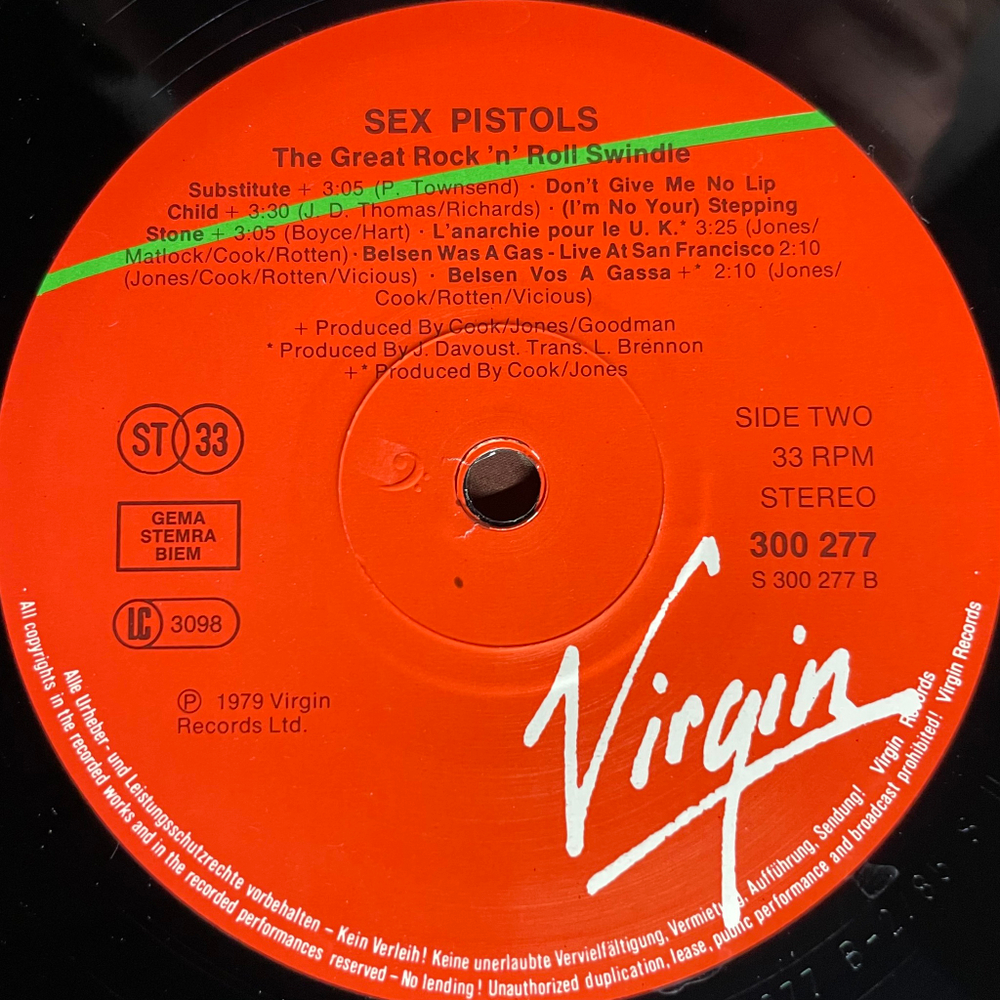 SEX PISTOLS
The Great Rock 'n' Roll Swindle
Substitute + 3:05 (P. Townsend) · Don't Give Me No Lip
Child + 3:30 (J. D. Thomas/Richards) · (I'm No Your) Stepping
Stone + 3:05 (Boyce/Hart) · L'anarchie pour le U. K.* 3:25 (Jones/
Matlock/Cook/Rotten) · Belsen Was A Gas - Live At San Francisco 2:10
(Jones/Cook/Rotten/Vicious) · Belsen Vos A Gassa +* 2:10 (Jones/
Cook/Rotten/Vicious)
+ Produced By Cook/Jones/Goodman
* Produced By J. Davoust. Trans. L. Brennon
+* Produced By Cook/Jones
ST 33
SIDE TWO
33 RPM
STEREO
300 277
S 300 277 B
GEMA
STEMRA
BIEM
LC 3098
℗ 1979 Virgin
Records Ltd.
Virgin
Alle Urheber- und Leistungsschutzrechte vorbehalten – Kein Verleih! Keine unerlaubte Vervielfältigung, Vermietung, Aufführung, Sendung! Virgin Records
All copyrights in the recorded works and in the recorded performances reserved – No lending! Unauthorized duplication, lease, public performance and broadcast prohibited! Virgin Records